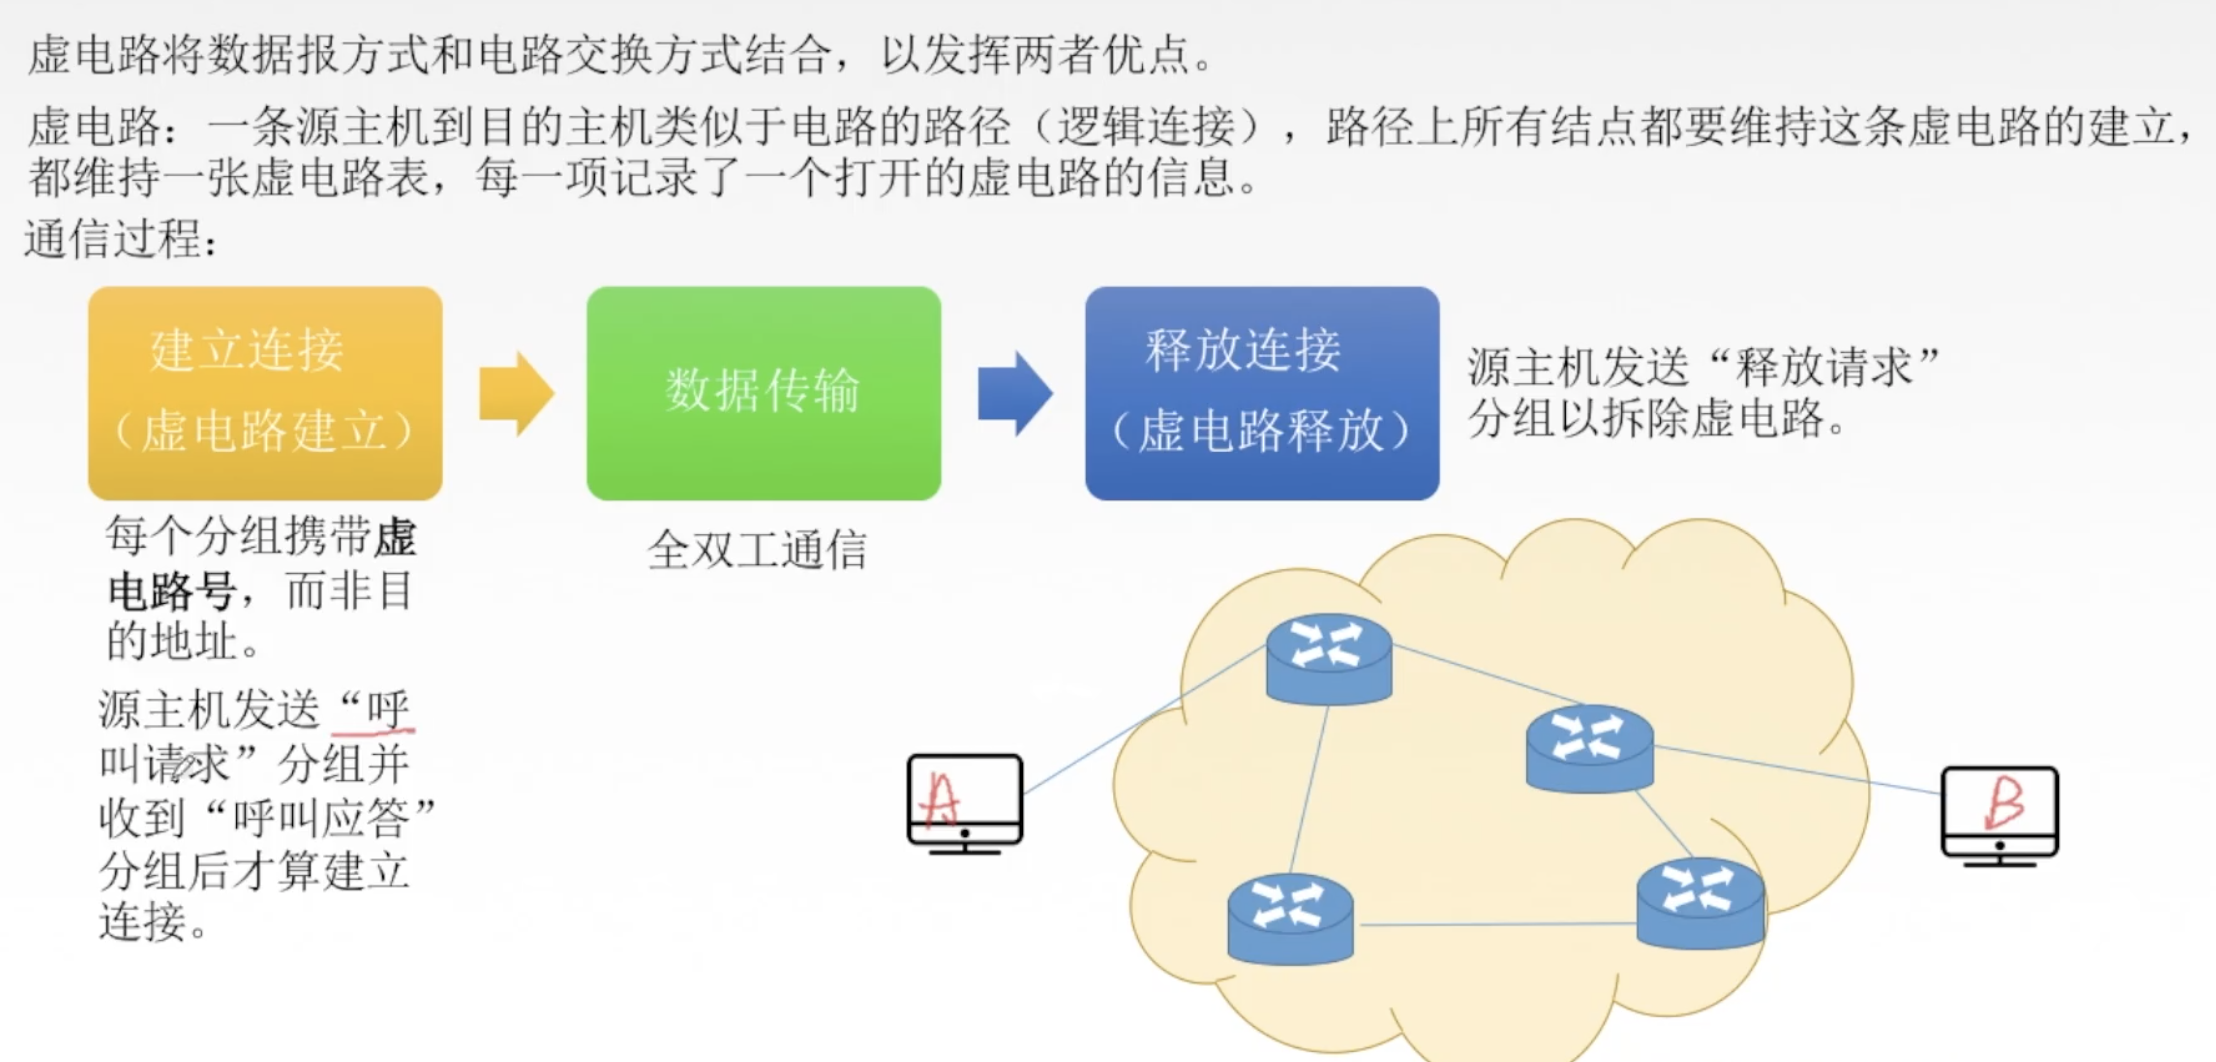 虚电路将数据报方式和电路交换方式结合，以发挥两者优点。
虚电路：一条源主机到目的主机类似于电路的路径（逻辑连接），路径上所有结点都要维持这条虚电路的建立，
都维持一张虚电路表，每一项记录了一个打开的虚电路的信息。
通信过程：
建立连接
（虚电路建立）
数据传输
释放连接
（虚电路释放）
源主机发送“释放请求”
分组以拆除虚电路。
每个分组携带虚
电路号，而非目
的地址。
全双工通信
源主机发送“呼
叫请求”分组并
收到“呼叫应答”
分组后才算建立
连接。
A
B